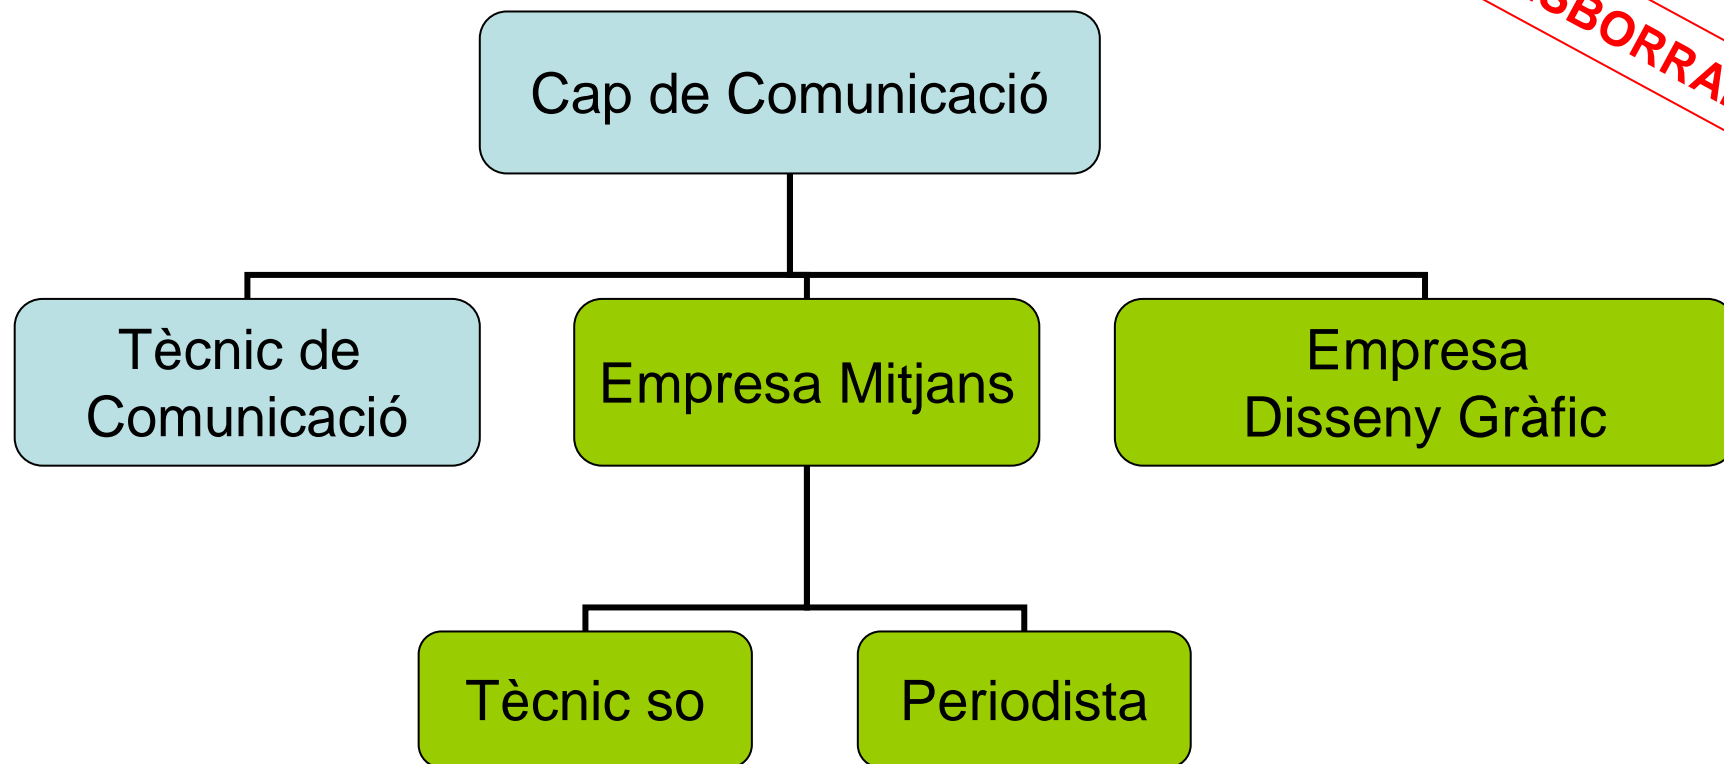 Cap de Comunicació
Tècnic de
Comunicació
Empresa Mitjans
Empresa
Disseny Gràfic
Tècnic so
Periodista